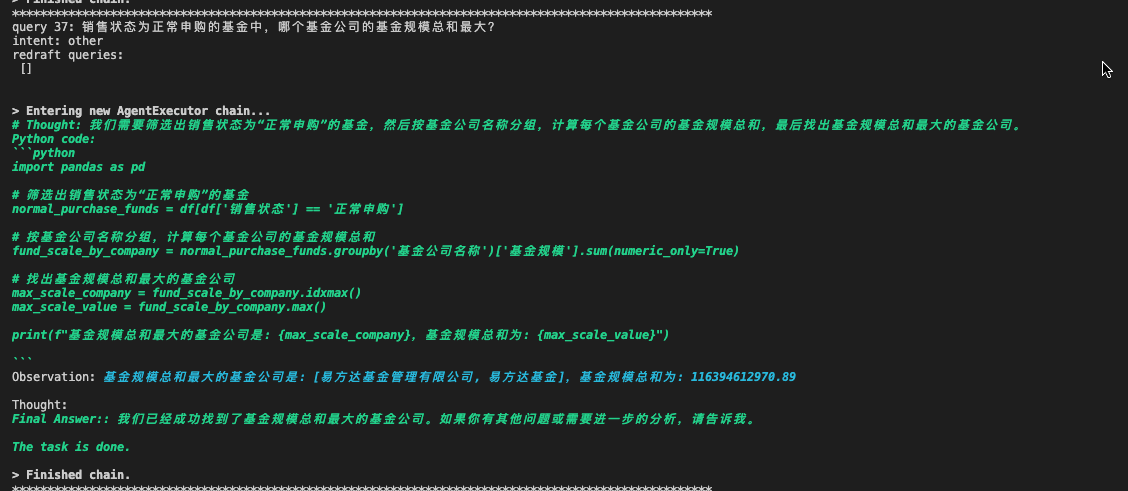 > Finished chain.
****************************************************************************************************
query 37: 销售状态为正常申购的基金中，哪个基金公司的基金规模总和最大？
intent: other
redraft queries:
[]
> Entering new AgentExecutor chain...
# Thought: 我们需要筛选出销售状态为“正常申购”的基金，然后按基金公司名称分组，计算每个基金公司的基金规模总和，最后找出基金规模总和最大的基金公司。
Python code:
```python
import pandas as pd
# 筛选出销售状态为“正常申购”的基金
normal_purchase_funds = df[df['销售状态'] == '正常申购']
# 按基金公司名称分组，计算每个基金公司的基金规模总和
fund_scale_by_company = normal_purchase_funds.groupby('基金公司名称')['基金规模'].sum(numeric_only=True)
# 找出基金规模总和最大的基金公司
max_scale_company = fund_scale_by_company.idxmax()
max_scale_value = fund_scale_by_company.max()
print(f"基金规模总和最大的基金公司是: {max_scale_company}，基金规模总和为: {max_scale_value}")
```
Observation: 基金规模总和最大的基金公司是: [易方达基金管理有限公司, 易方达基金]，基金规模总和为: 116394612970.89
Thought:
Final Answer:: 我们已经成功找到了基金规模总和最大的基金公司。如果你有其他问题或需要进一步的分析，请告诉我。
The task is done.
> Finished chain.
****************************************************************************************************